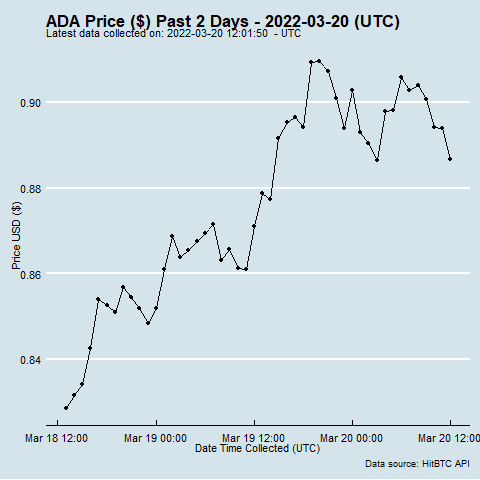 ADA Price ($) Past 2 Days - 2022-03-20 (UTC)
Latest data collected on: 2022-03-20 12:01:50 - UTC
0.90
0.88
0.86
0.84
Price USD ($)
Mar 18 12:00 Mar 19 00:00 Mar 19 12:00 Mar 20 00:00 Mar 20 12:00
Date Time Collected (UTC)
Data source: HitBTC API